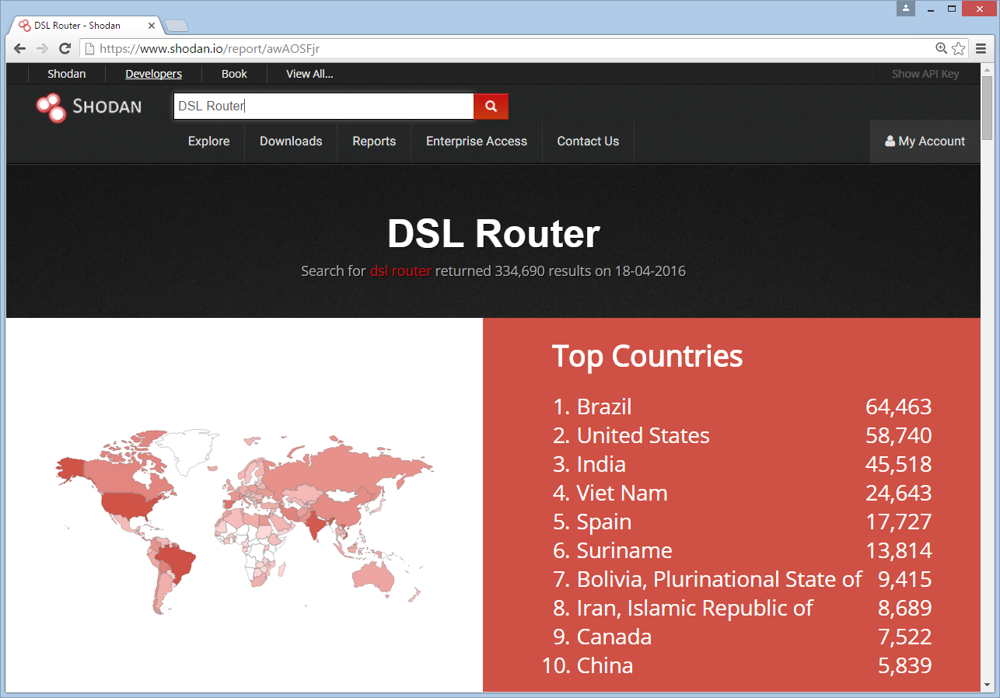 DSL Router - Shodan
https://www.shodan.io/report/awAOSFjr
Shodan Developers Book View All... Show API Key
SHODAN DSL Router
Explore Downloads Reports Enterprise Access Contact Us My Account
DSL Router
Search for dsl router returned 334,690 results on 18-04-2016
Top Countries
1. Brazil 64,463
2. United States 58,740
3. India 45,518
4. Viet Nam 24,643
5. Spain 17,727
6. Suriname 13,814
7. Bolivia, Plurinational State of 9,415
8. Iran, Islamic Republic of 8,689
9. Canada 7,522
10. China 5,839